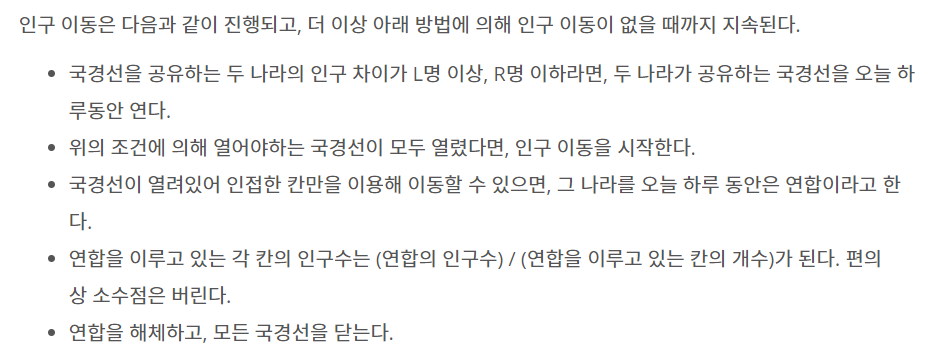 인구 이동은 다음과 같이 진행되고, 더 이상 아래 방법에 의해 인구 이동이 없을 때까지 지속된다.
• 국경선을 공유하는 두 나라의 인구 차이가 L명 이상, R명 이하라면, 두 나라가 공유하는 국경선을 오늘 하
루동안 연다.
• 위의 조건에 의해 열어야하는 국경선이 모두 열렸다면, 인구 이동을 시작한다.
• 국경선이 열려있어 인접한 칸만을 이용해 이동할 수 있으면, 그 나라를 오늘 하루 동안은 연합이라고 한
다.
• 연합을 이루고 있는 각 칸의 인구수는 (연합의 인구수) / (연합을 이루고 있는 칸의 개수)가 된다. 편의
상 소수점은 버린다.
• 연합을 해체하고, 모든 국경선을 닫는다.